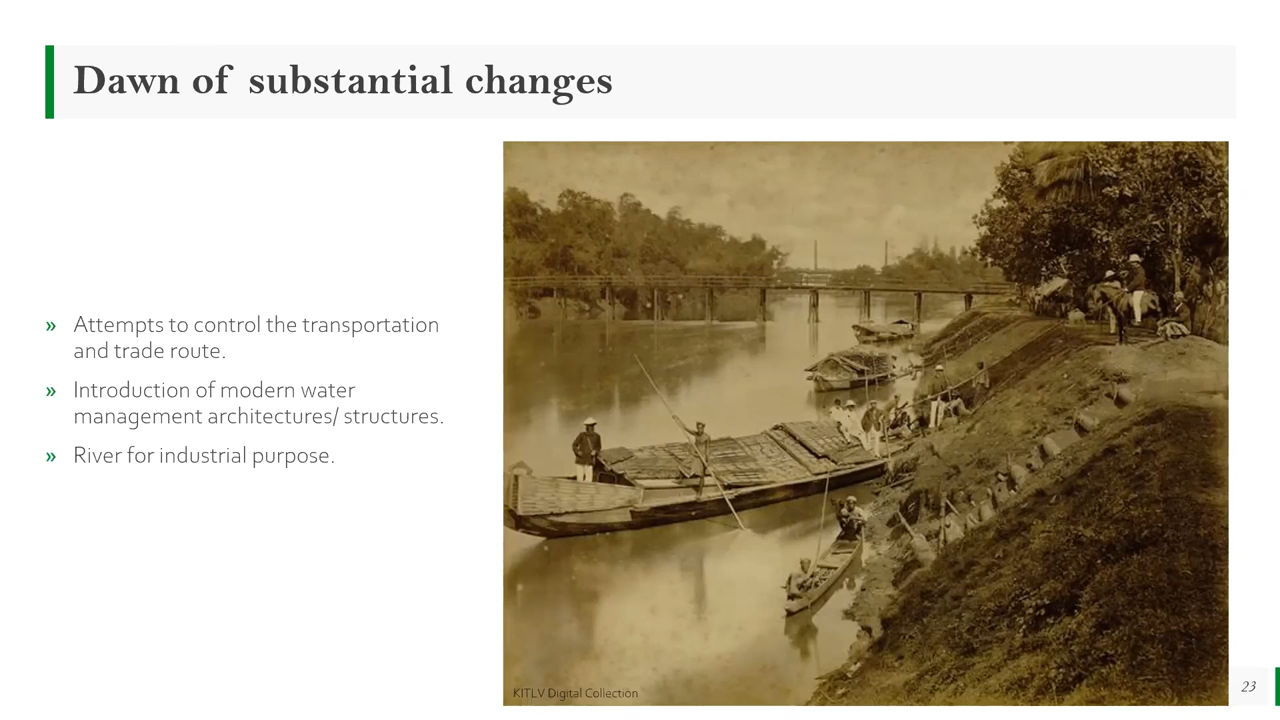 Dawn of substantial changes
» Attempts to control the transportation
and trade route.
» Introduction of modern water
management architectures/ structures.
» River for industrial purpose.
KITLV Digital Collection
23